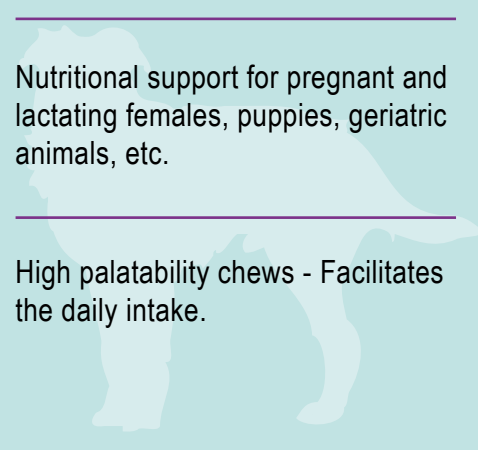 Nutritional support for pregnant and
lactating females, puppies, geriatric
animals, etc.
High palatability chews - Facilitates
the daily intake.